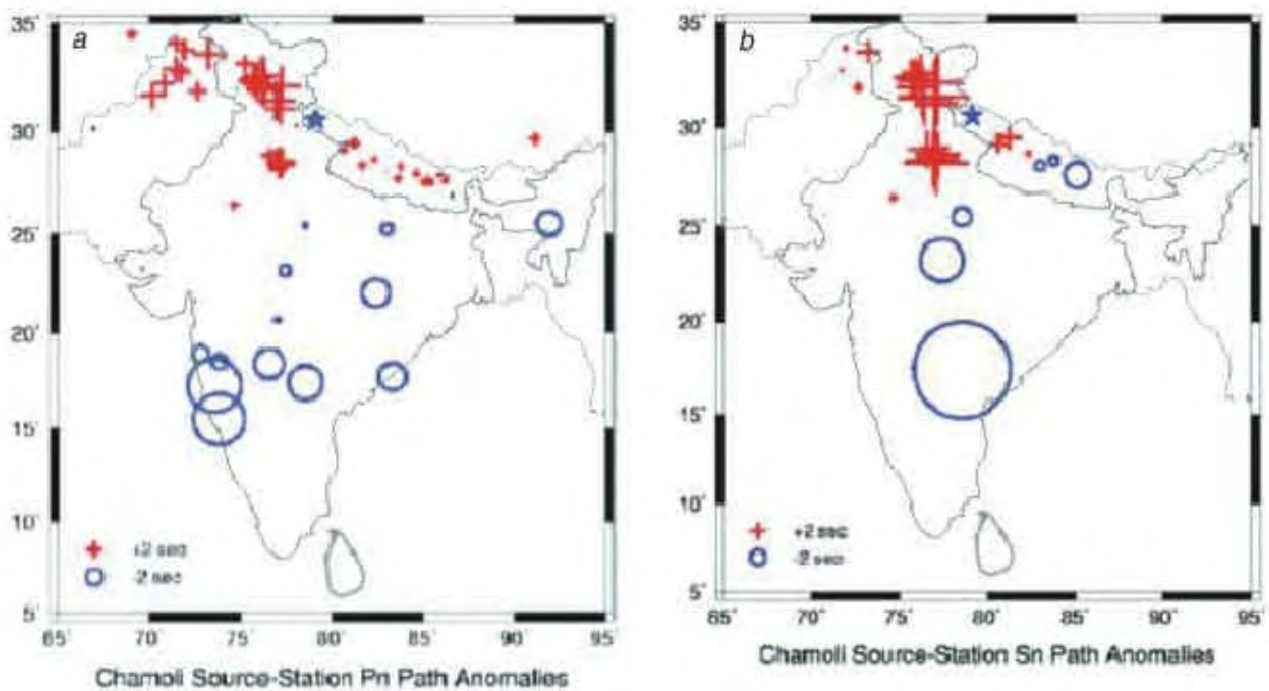 a
35°
30°
25°
20°
15°
10°
5°
+2 sec
-2 sec
65° 70° 75° 80° 85° 90° 95°
Chamoli Source-Station Pn Path Anomalies
b
35°
30°
25°
20°
15°
10°
5°
+2 sec
-2 sec
65° 70° 75° 80° 85° 90° 95°
Chamoli Source-Station Sn Path Anomalies